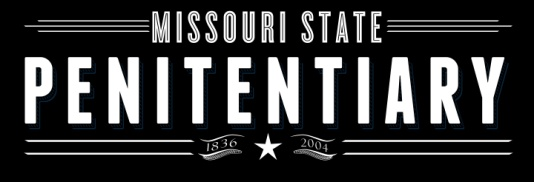 MISSOURI STATE
PENITENTIARY
1836 2004